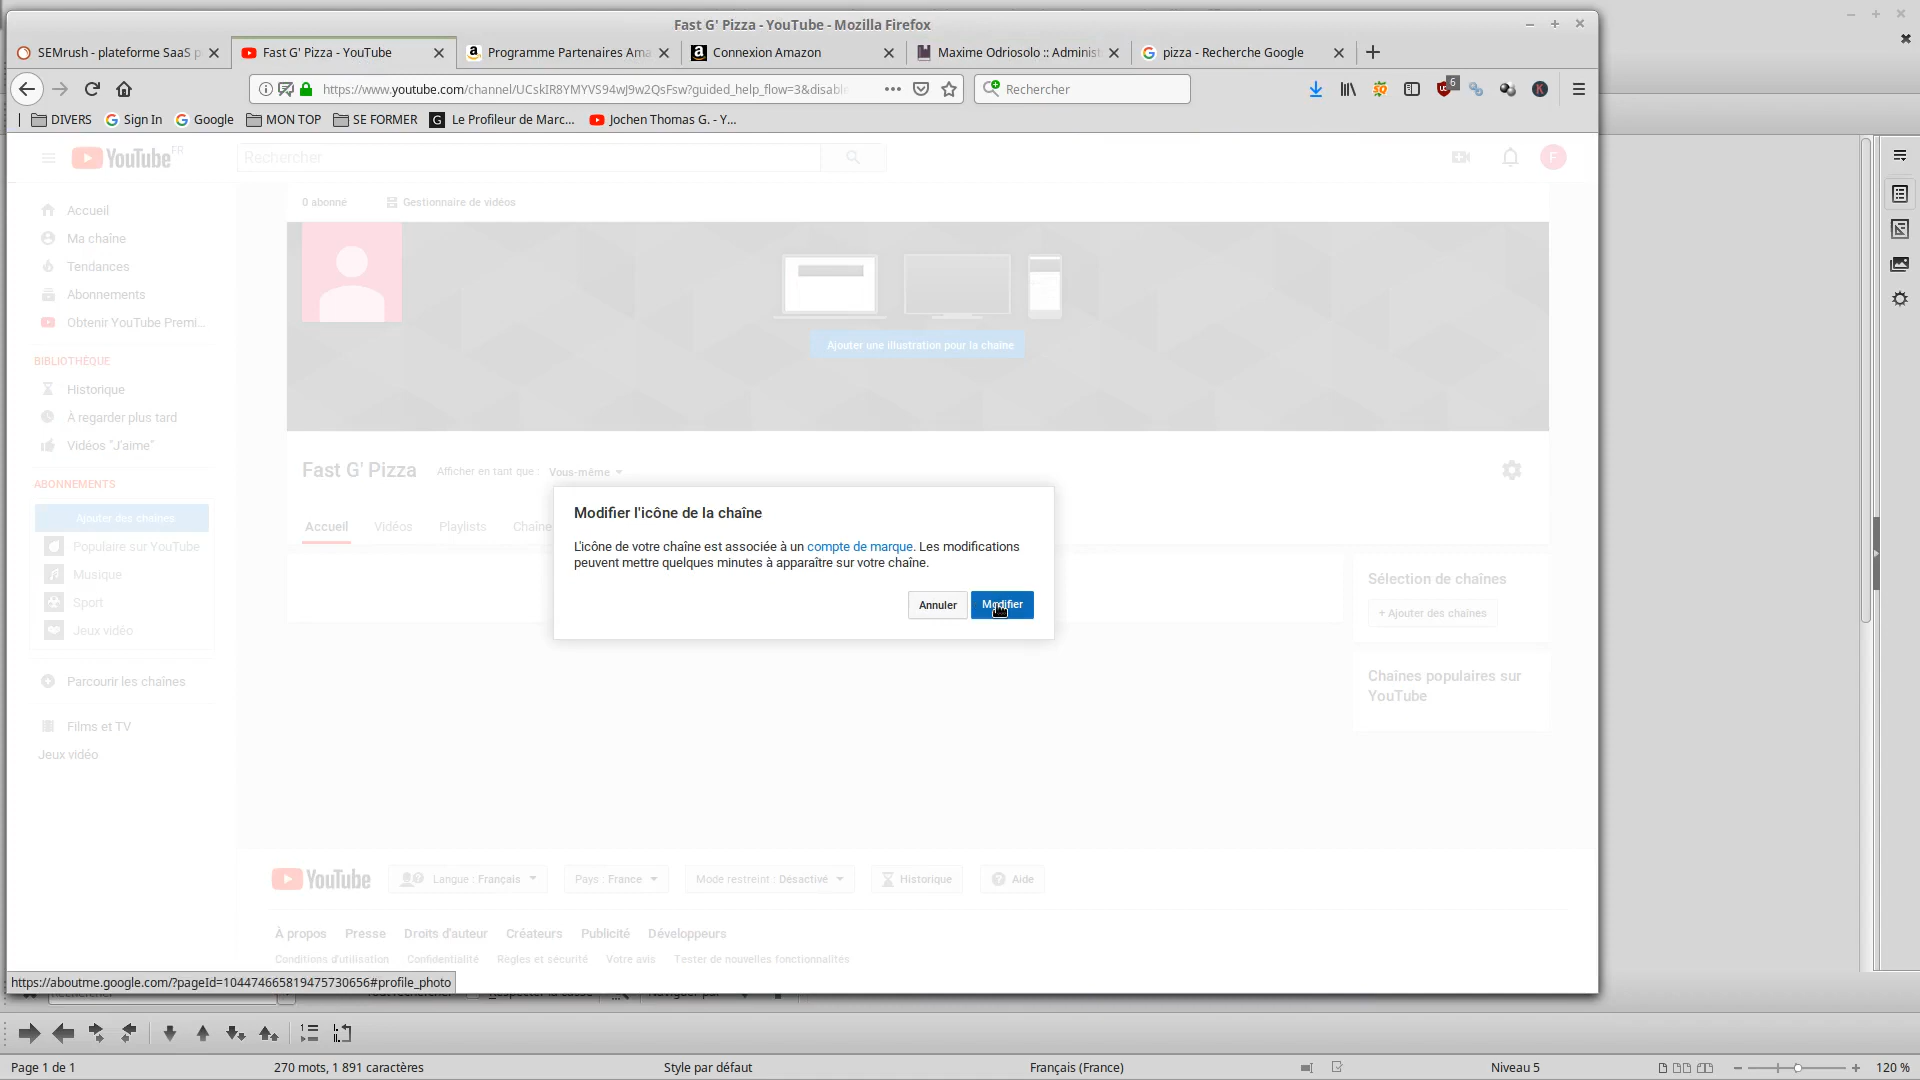 Fast G' Pizza - YouTube - Mozilla Firefox
SEMrush - plateforme SaaS p
Fast G' Pizza - YouTube
Programme Partenaires Ama
Connexion Amazon
Maxime Odriosolo :: Administ
pizza - Recherche Google
https://www.youtube.com/channel/UCskIR8YMYVS94wJ9w2QsFsw?guided_help_flow=3&disabl
Rechercher
6
DIVERS
Sign In
Google
MON TOP
SE FORMER
Le Profileur de Marc...
Jochen Thomas G. - Y...
YouTube FR
Rechercher
F
Accueil
Ma chaîne
Tendances
Abonnements
Obtenir YouTube Premi...
BIBLIOTHÈQUE
Historique
À regarder plus tard
Vidéos "J'aime"
ABONNEMENTS
Ajouter des chaînes
Populaire sur YouTube
Musique
Sport
Jeux vidéo
Parcourir les chaînes
Films et TV
Jeux vidéo
0 abonné
Gestionnaire de vidéos
Ajouter une illustration pour la chaîne
Fast G' Pizza
Afficher en tant que : Vous-même
Accueil
Vidéos
Playlists
Chaîne
Modifier l'icône de la chaîne
L'icône de votre chaîne est associée à un compte de marque. Les modifications
peuvent mettre quelques minutes à apparaître sur votre chaîne.
Annuler
Modifier
Sélection de chaînes
+ Ajouter des chaînes
Chaînes populaires sur
YouTube
YouTube
Langue : Français
Pays : France
Mode restreint : Désactivé
Historique
Aide
À propos
Presse
Droits d'auteur
Créateurs
Publicité
Développeurs
Conditions d'utilisation
Confidentialité
Règles et sécurité
Votre avis
Tester de nouvelles fonctionnalités
https://aboutme.google.com/?pageId=104474665819475730656#profile_photo
Page 1 de 1
270 mots, 1 891 caractères
Style par défaut
Français (France)
Niveau 5
120 %